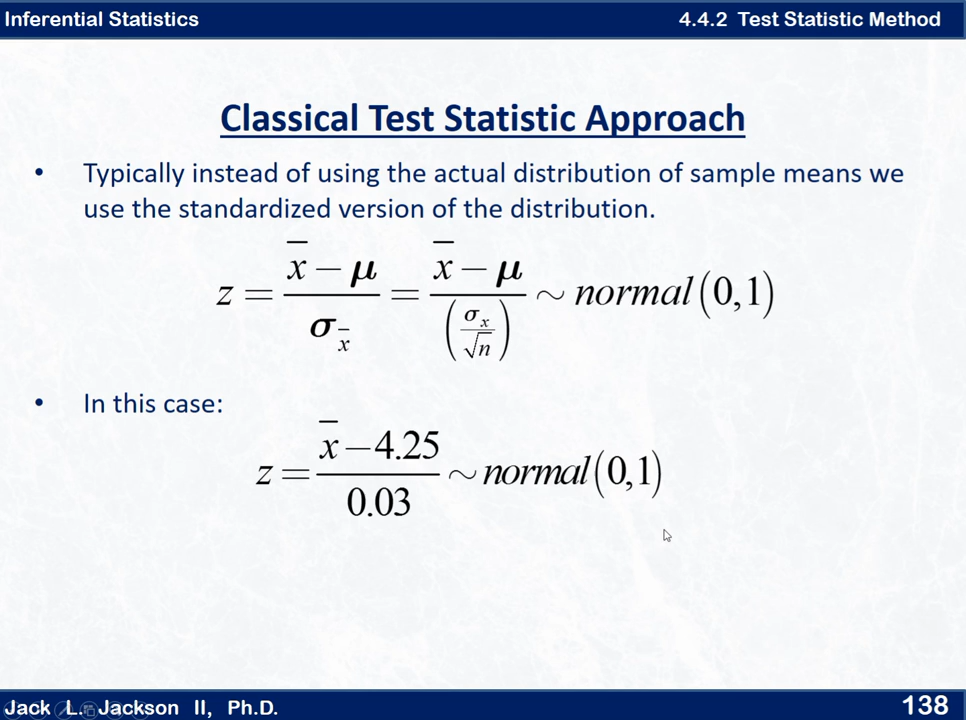 Inferential Statistics
4.4.2 Test Statistic Method
Classical Test Statistic Approach
• Typically instead of using the actual distribution of sample means we
use the standardized version of the distribution.
z = (x̄ − μ) / σ_x̄ = (x̄ − μ) / (σ_x / √n) ~ normal(0,1)
• In this case:
z = (x̄ − 4.25) / 0.03 ~ normal(0,1)
Jack L. Jackson II, Ph.D.
138